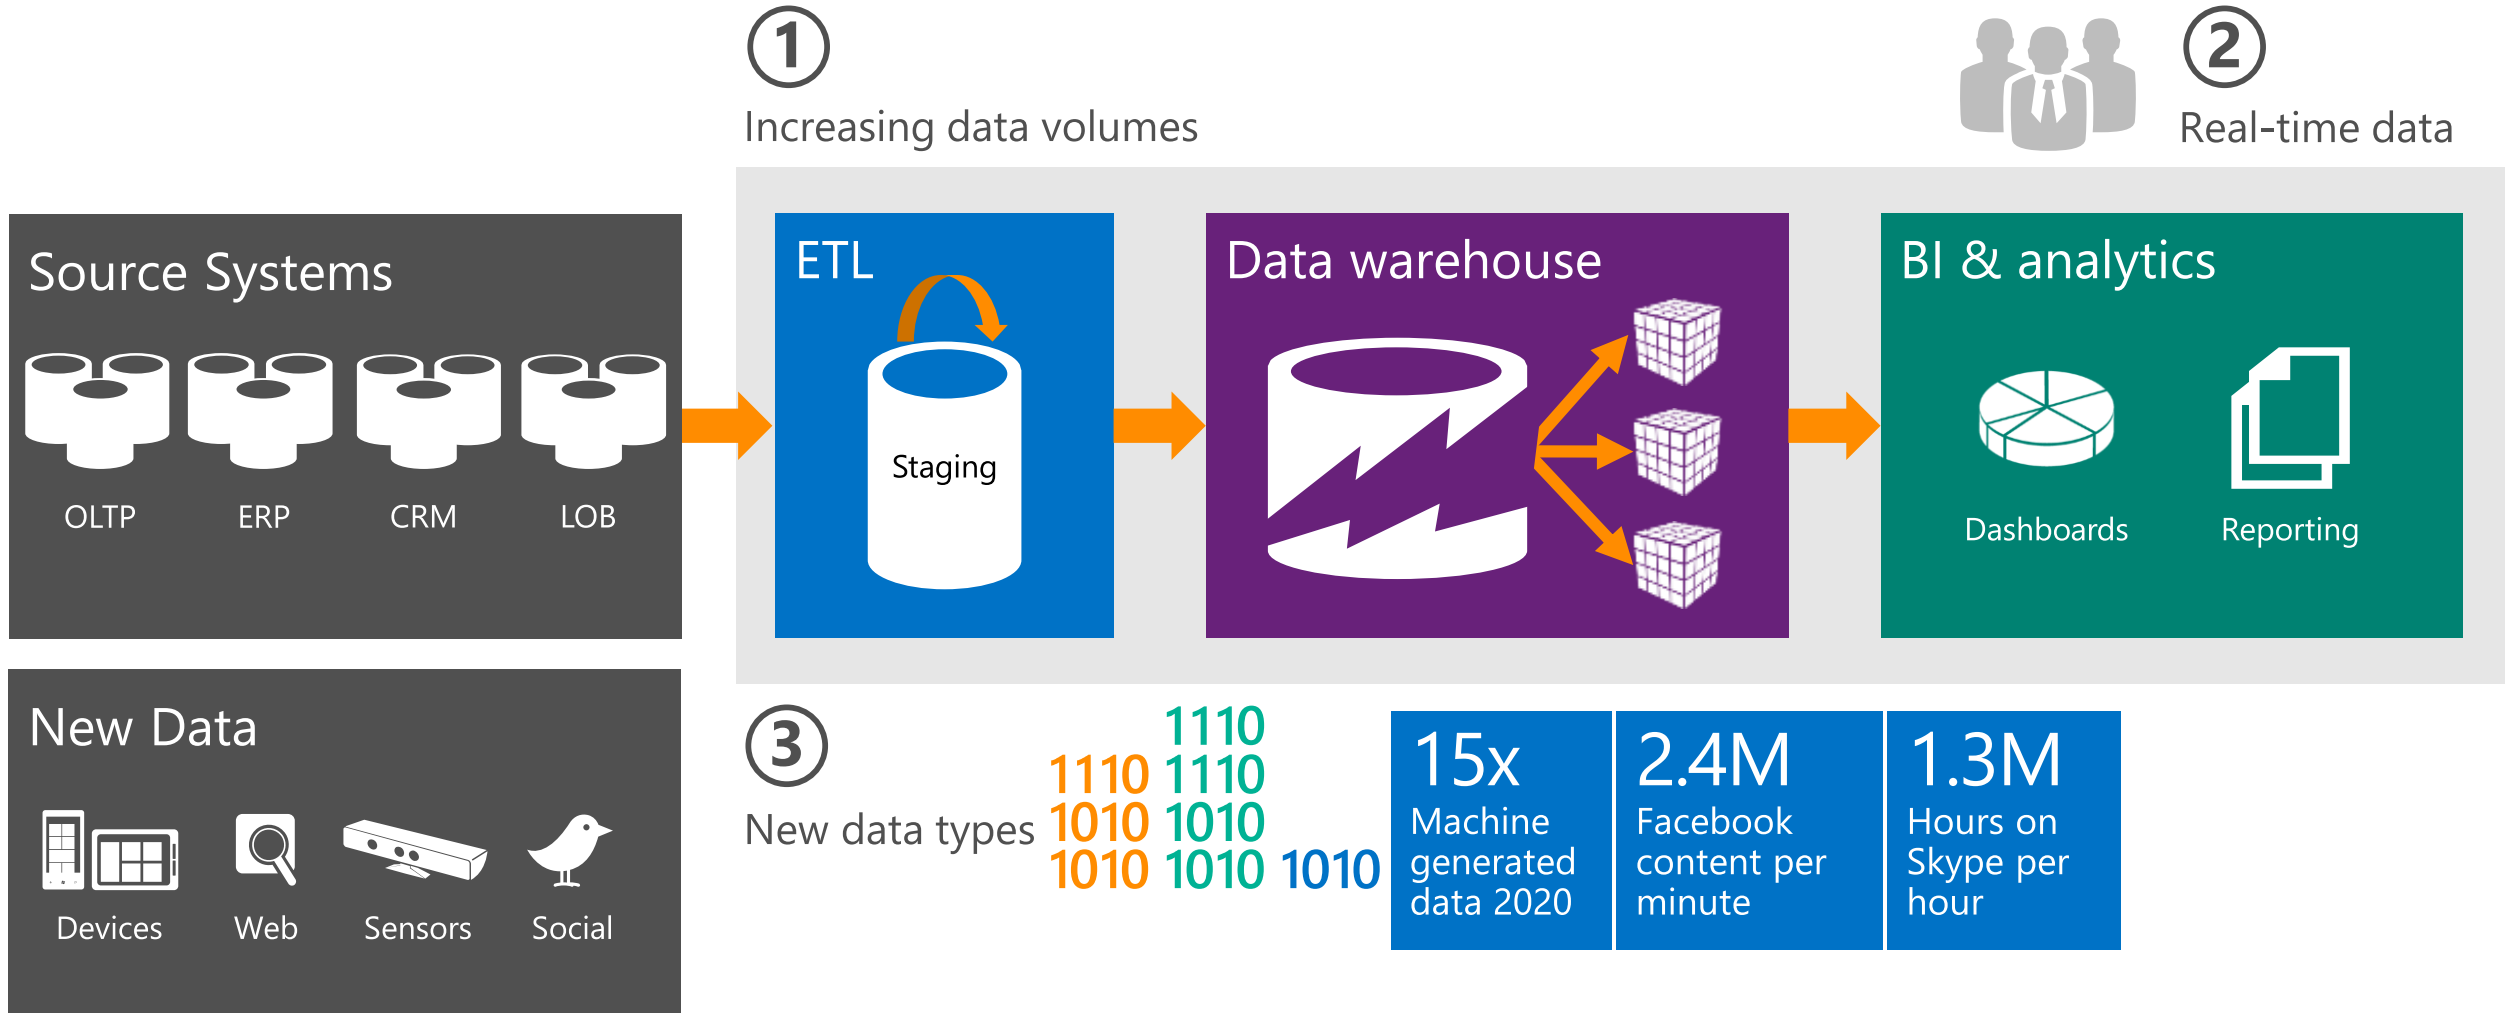 1
Increasing data volumes
2
Real-time data
Source Systems
OLTP
ERP
CRM
LOB
ETL
Staging
Data warehouse
BI & analytics
Dashboards
Reporting
New Data
Devices
Web
Sensors
Social
3
New data types
1110
1110 1110
1010 1010
1010 1010 1010
15x
Machine
generated
data 2020
2.4M
Facebook
content per
minute
1.3M
Hours on
Skype per
hour